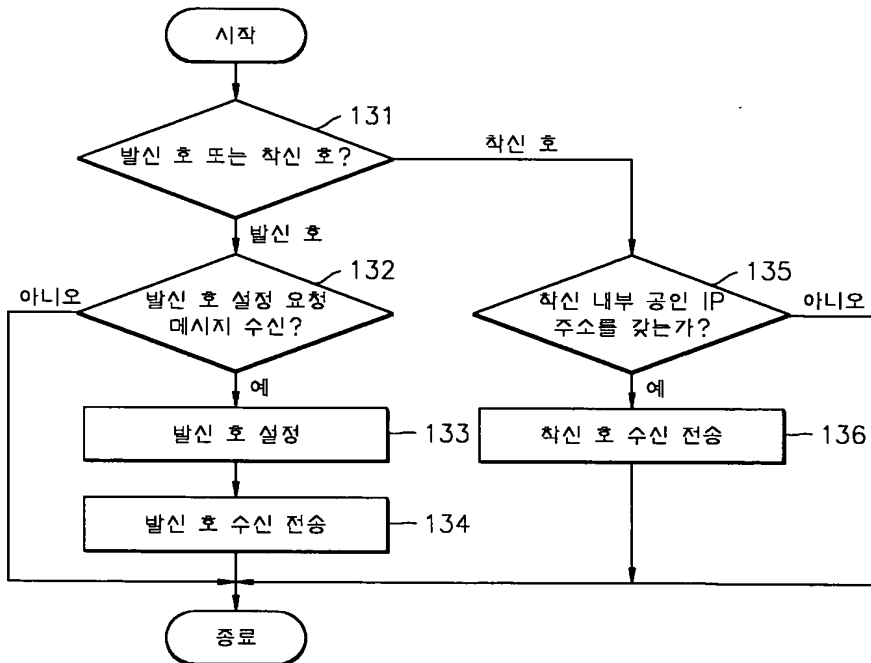 시작
131
발신 호 또는 착신 호?
착신 호
발신 호
132
아니오
발신 호 설정 요청
메시지 수신?
135
착신 내부 공인 IP
주소를 갖는가?
아니오
예
예
발신 호 설정
133
착신 호 수신 전송
136
발신 호 수신 전송
134
종료